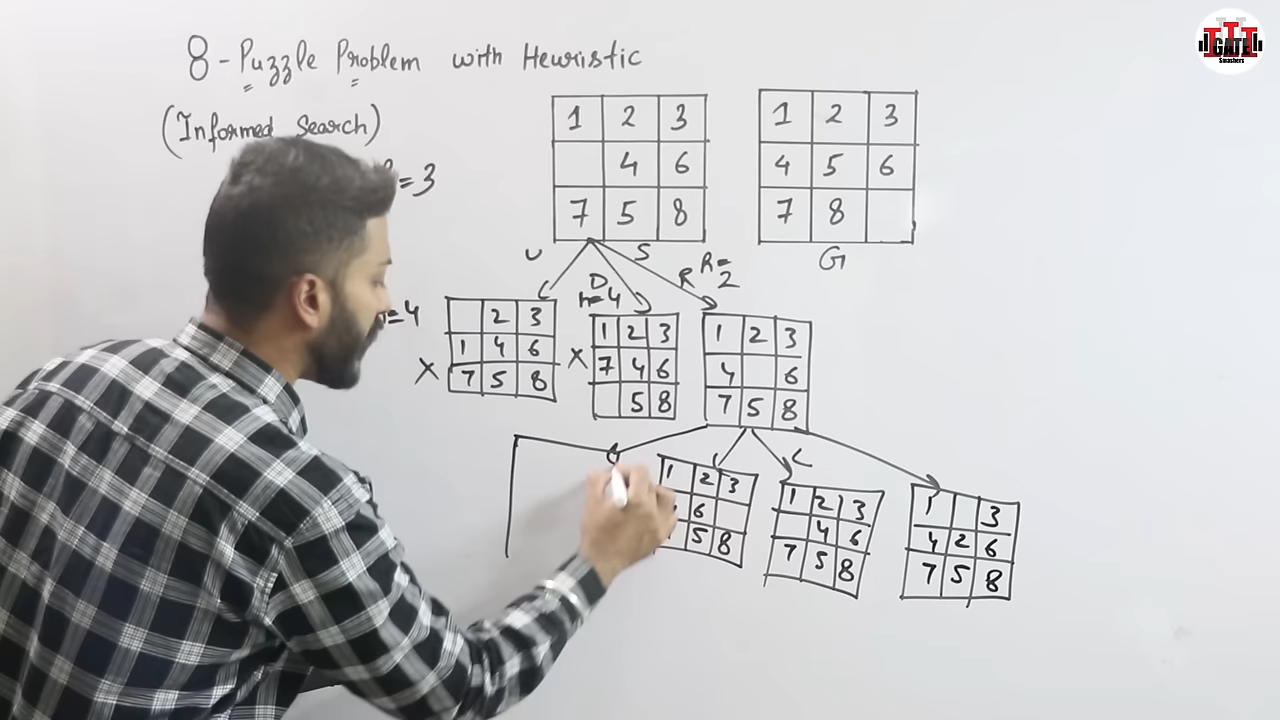 8-Puzzle Problem with Heuristic
(Informed Search)
=3
1 2 3
4 6
7 5 8
S
1 2 3
4 5 6
7 8
G
U
D
h=4
R
h=2
=4
2 3
1 4 6
7 5 8
X
1 2 3
7 4 6
5 8
X
1 2 3
4 6
7 5 8
1 2 3
6
5 8
L
1 2 3
4 6
7 5 8
1 3
4 2 6
7 5 8
GATE
Smashers